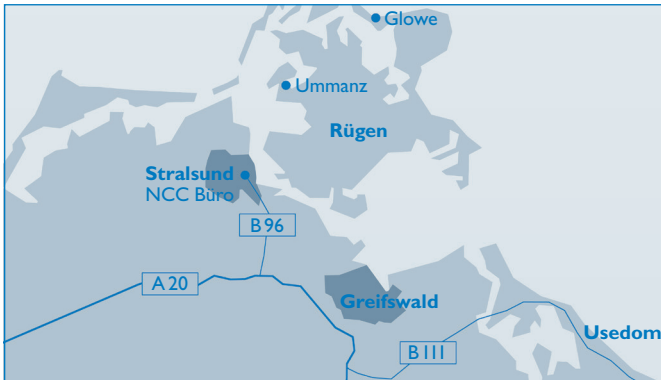 Glowe
Ummanz
Rügen
Stralsund
NCC Büro
B 96
A 20
Greifswald
Usedom
B 111